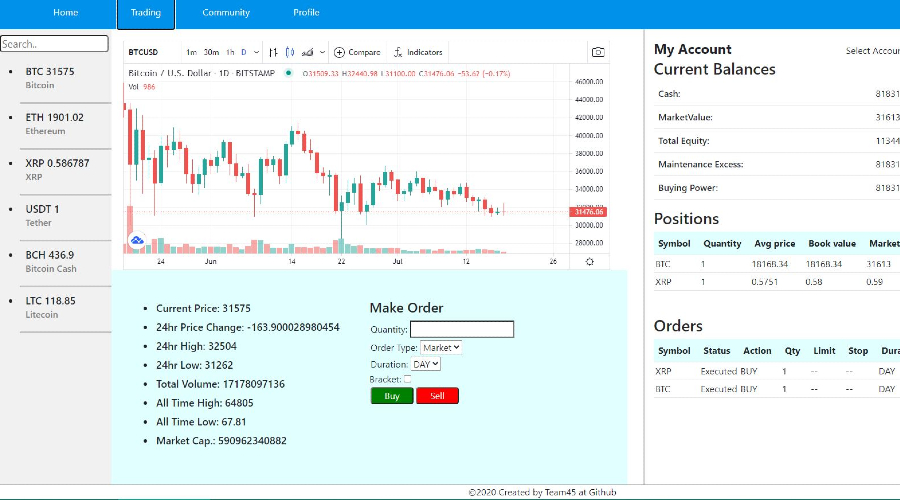 Home Trading Community Profile
Search..
BTC 31575
Bitcoin
ETH 1901.02
Ethereum
XRP 0.586787
XRP
USDT 1
Tether
BCH 436.9
Bitcoin Cash
LTC 118.85
Litecoin
BTCUSD 1m 30m 1h D Compare Indicators
Bitcoin / U.S. Dollar · 1D · BITSTAMP O31509.33 H32440.98 L31100.00 C31476.06 -53.62 (-0.17%)
Vol 986
46000.00
44000.00
42000.00
40000.00
38000.00
36000.00
34000.00
32000.00
31476.06
30000.00
28000.00
24 Jun 14 22 Jul 12 26
Current Price: 31575
24hr Price Change: -163.900028980454
24hr High: 32504
24hr Low: 31262
Total Volume: 17178097136
All Time High: 64805
All Time Low: 67.81
Market Cap.: 590962340882
Make Order
Quantity:
Order Type: Market
Duration: DAY
Bracket:
Buy Sell
My Account Select Accoun
Current Balances
Cash: 81831
MarketValue: 31613
Total Equity: 11344
Maintenance Excess: 81831
Buying Power: 81831
Positions
Symbol Quantity Avg price Book value Market
BTC 1 18168.34 18168.34 31613
XRP 1 0.5751 0.58 0.59
Orders
Symbol Status Action Qty Limit Stop Dura
XRP Executed BUY 1 -- -- DAY
BTC Executed BUY 1 -- -- DAY
©2020 Created by Team45 at Github